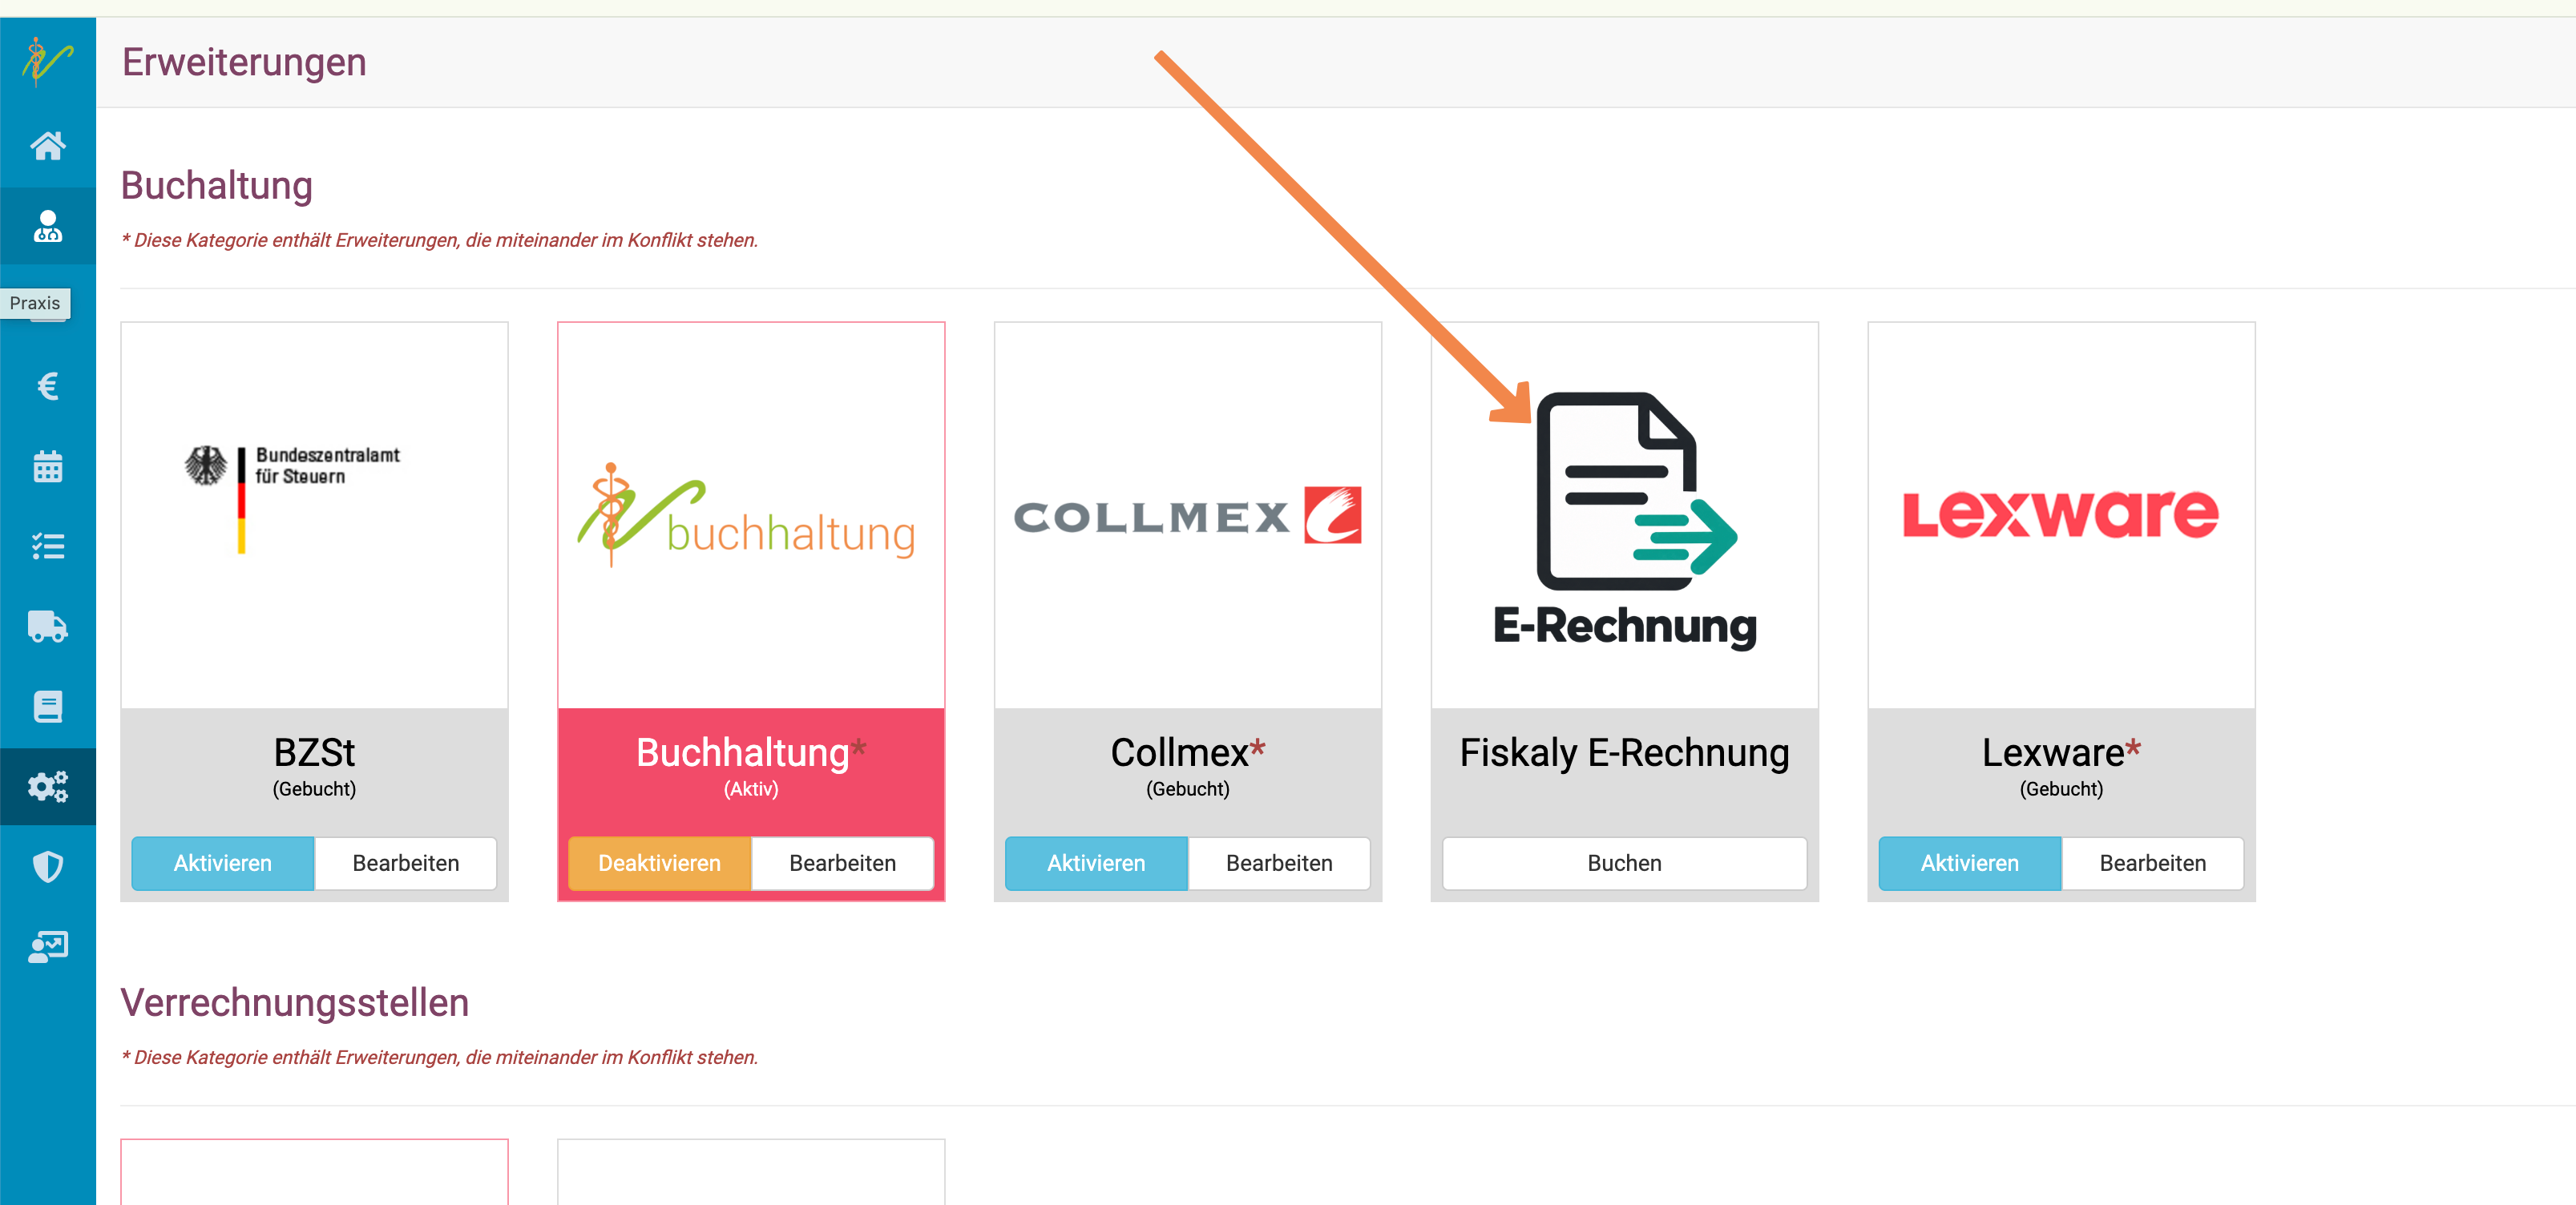 Erweiterungen
Buchaltung
* Diese Kategorie enthält Erweiterungen, die miteinander im Konflikt stehen.
Praxis
Bundeszentralamt
für Steuern
buchhaltung
COLLMEX
E-Rechnung
LEXWARE
BZSt
(Gebucht)
Aktivieren Bearbeiten
Buchhaltung*
(Aktiv)
Deaktivieren Bearbeiten
Collmex*
(Gebucht)
Aktivieren Bearbeiten
Fiskaly E-Rechnung
Buchen
Lexware*
(Gebucht)
Aktivieren Bearbeiten
Verrechnungsstellen
* Diese Kategorie enthält Erweiterungen, die miteinander im Konflikt stehen.